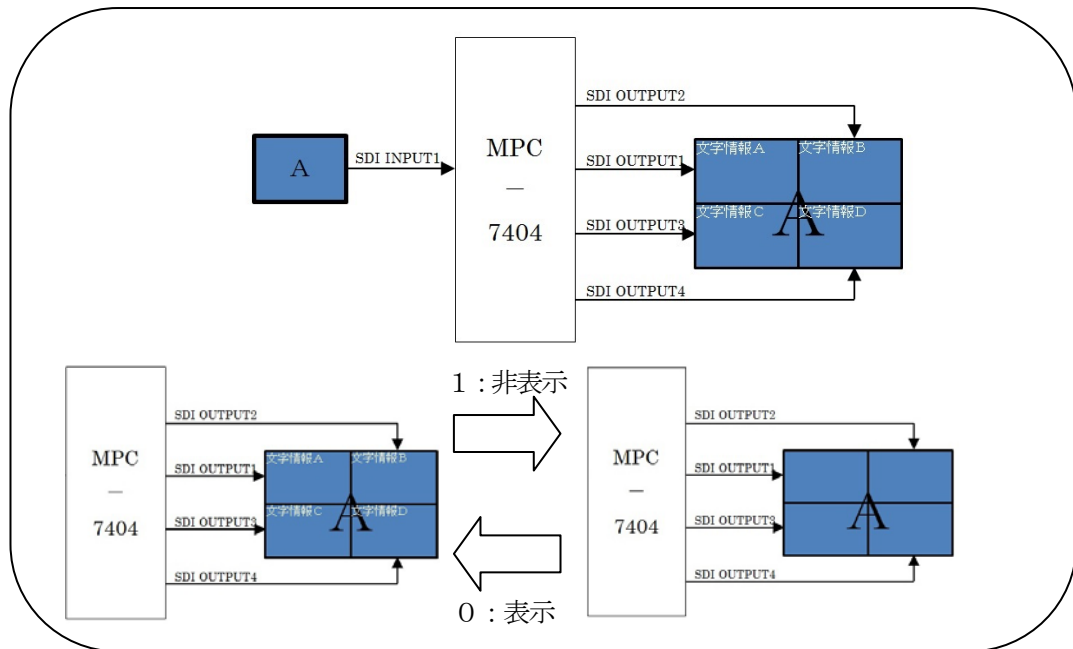 SDI OUTPUT2
MPC
－
7404
A
SDI INPUT1
SDI OUTPUT1
文字情報A
文字情報B
A
SDI OUTPUT3
文字情報C
文字情報D
SDI OUTPUT4
1：非表示
SDI OUTPUT2
MPC
－
7404
SDI OUTPUT1
文字情報A
文字情報B
A
SDI OUTPUT3
文字情報C
文字情報D
SDI OUTPUT4
SDI OUTPUT2
MPC
－
7404
SDI OUTPUT1
A
SDI OUTPUT3
SDI OUTPUT4
0：表示